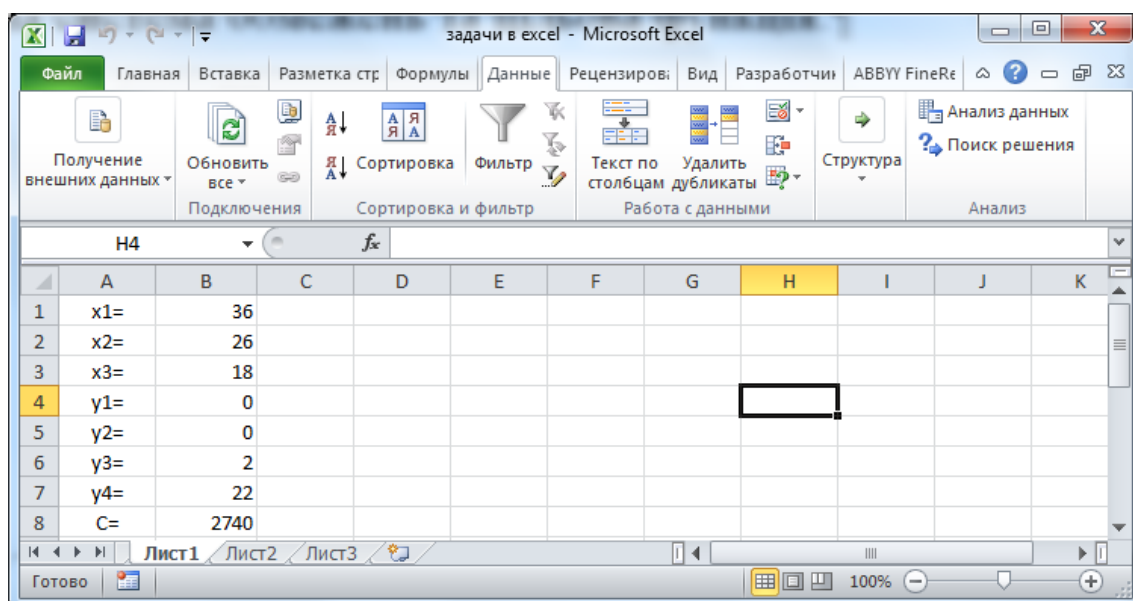 задачи в excel - Microsoft Excel
Файл Главная Вставка Разметка стр Формулы Данные Рецензирова Вид Разработчик ABBYY FineRe
Получение внешних данных
Обновить все
Подключения
Сортировка
Фильтр
Сортировка и фильтр
Текст по столбцам
Удалить дубликаты
Работа с данными
Структура
Анализ данных
Поиск решения
Анализ
H4 fx
A B C D E F G H I J K
1 x1= 36
2 x2= 26
3 x3= 18
4 y1= 0
5 y2= 0
6 y3= 2
7 y4= 22
8 C= 2740
Лист1 Лист2 Лист3
Готово 100%